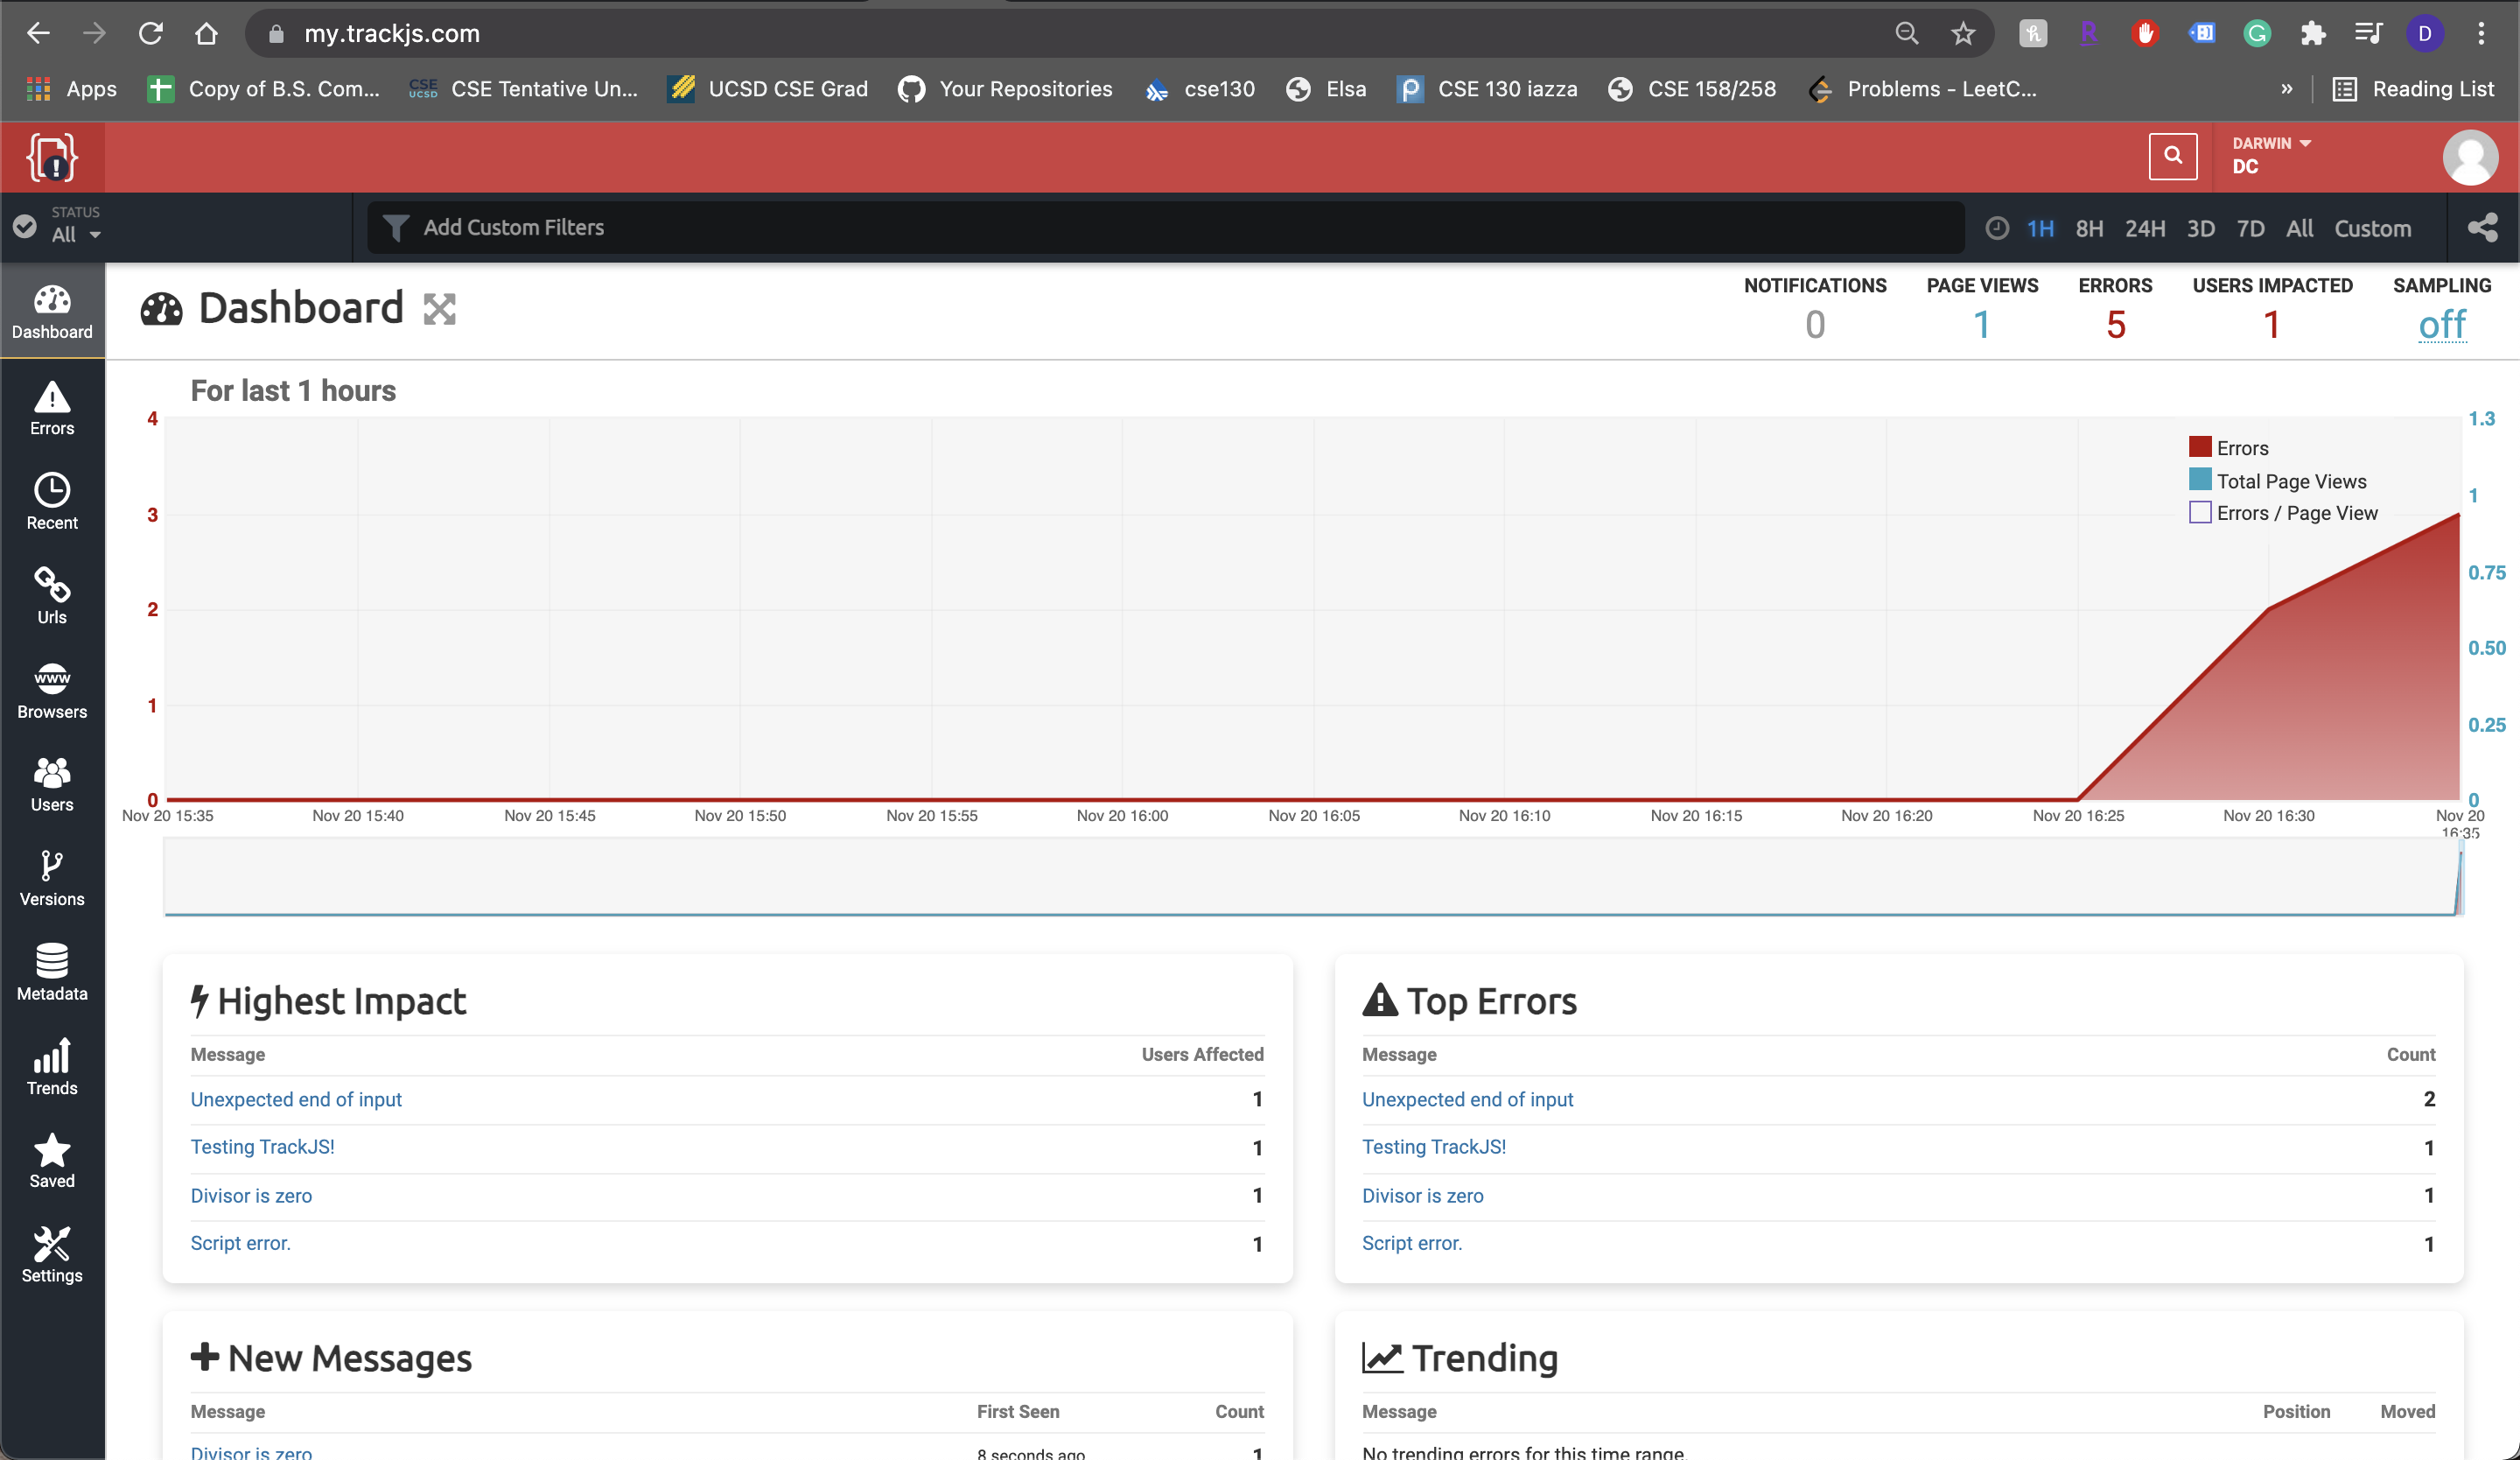 my.trackjs.com
Apps Copy of B.S. Com... CSE UCSD CSE Tentative Un... UCSD CSE Grad Your Repositories cse130 Elsa CSE 130 iazza CSE 158/258 Problems - LeetC... » Reading List
DARWIN
DC
STATUS
All
Add Custom Filters
1H 8H 24H 3D 7D All Custom
Dashboard
Errors
Recent
Urls
Browsers
Users
Versions
Metadata
Trends
Saved
Settings
Dashboard
NOTIFICATIONS PAGE VIEWS ERRORS USERS IMPACTED SAMPLING
0 1 5 1 off
For last 1 hours
4
3
2
1
0
1.3
1
0.75
0.50
0.25
0
Errors
Total Page Views
Errors / Page View
Nov 20 15:35 Nov 20 15:40 Nov 20 15:45 Nov 20 15:50 Nov 20 15:55 Nov 20 16:00 Nov 20 16:05 Nov 20 16:10 Nov 20 16:15 Nov 20 16:20 Nov 20 16:25 Nov 20 16:30 Nov 20 16:35
Highest Impact
Message Users Affected
Unexpected end of input 1
Testing TrackJS! 1
Divisor is zero 1
Script error. 1
Top Errors
Message Count
Unexpected end of input 2
Testing TrackJS! 1
Divisor is zero 1
Script error. 1
New Messages
Message First Seen Count
Divisor is zero 8 seconds ago 1
Trending
Message Position Moved
No trending errors for this time range.